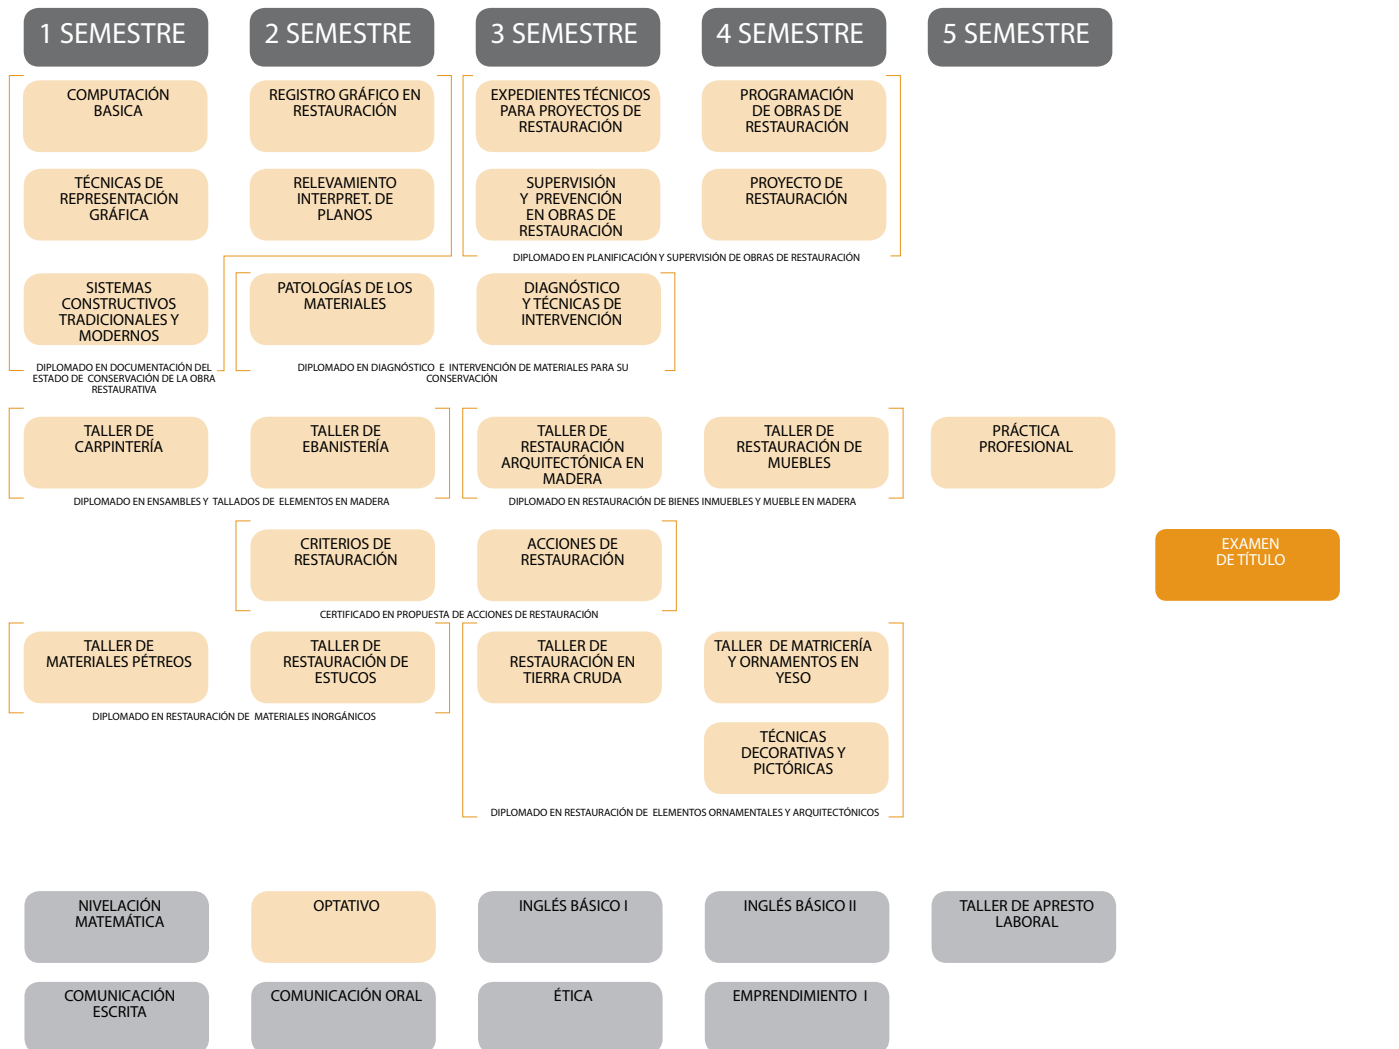 1 SEMESTRE
2 SEMESTRE
3 SEMESTRE
4 SEMESTRE
5 SEMESTRE
COMPUTACIÓN
BASICA
REGISTRO GRÁFICO EN
RESTAURACIÓN
EXPEDIENTES TÉCNICOS
PARA PROYECTOS DE
RESTAURACIÓN
PROGRAMACIÓN
DE OBRAS DE
RESTAURACIÓN
TÉCNICAS DE
REPRESENTACIÓN
GRÁFICA
RELEVAMIENTO
INTERPRET. DE
PLANOS
SUPERVISIÓN
Y PREVENCIÓN
EN OBRAS DE
RESTAURACIÓN
PROYECTO DE
RESTAURACIÓN
DIPLOMADO EN PLANIFICACIÓN Y SUPERVISIÓN DE OBRAS DE RESTAURACIÓN
SISTEMAS
CONSTRUCTIVOS
TRADICIONALES Y
MODERNOS
PATOLOGÍAS DE LOS
MATERIALES
DIAGNÓSTICO
Y TÉCNICAS DE
INTERVENCIÓN
DIPLOMADO EN DOCUMENTACIÓN DEL
ESTADO DE CONSERVACIÓN DE LA OBRA
RESTAURATIVA
DIPLOMADO EN DIAGNÓSTICO E INTERVENCIÓN DE MATERIALES PARA SU
CONSERVACIÓN
TALLER DE
CARPINTERÍA
TALLER DE
EBANISTERÍA
TALLER DE
RESTAURACIÓN
ARQUITECTÓNICA EN
MADERA
TALLER DE
RESTAURACIÓN DE
MUEBLES
PRÁCTICA
PROFESIONAL
DIPLOMADO EN ENSAMBLES Y TALLADOS DE ELEMENTOS EN MADERA
DIPLOMADO EN RESTAURACIÓN DE BIENES INMUEBLES Y MUEBLE EN MADERA
CRITERIOS DE
RESTAURACIÓN
ACCIONES DE
RESTAURACIÓN
EXAMEN
DE TÍTULO
CERTIFICADO EN PROPUESTA DE ACCIONES DE RESTAURACIÓN
TALLER DE
MATERIALES PÉTREOS
TALLER DE
RESTAURACIÓN DE
ESTUCOS
TALLER DE
RESTAURACIÓN EN
TIERRA CRUDA
TALLER DE MATRICERÍA
Y ORNAMENTOS EN
YESO
DIPLOMADO EN RESTAURACIÓN DE MATERIALES INORGÁNICOS
TÉCNICAS
DECORATIVAS Y
PICTÓRICAS
DIPLOMADO EN RESTAURACIÓN DE ELEMENTOS ORNAMENTALES Y ARQUITECTÓNICOS
NIVELACIÓN
MATEMÁTICA
OPTATIVO
INGLÉS BÁSICO I
INGLÉS BÁSICO II
TALLER DE APRESTO
LABORAL
COMUNICACIÓN
ESCRITA
COMUNICACIÓN ORAL
ÉTICA
EMPRENDIMIENTO I